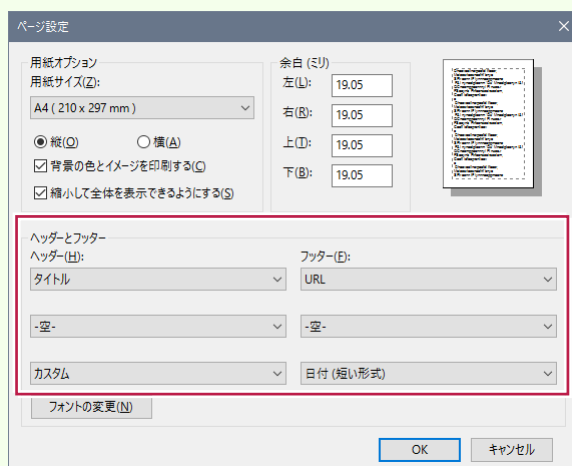 ページ設定
用紙オプション
用紙サイズ(Z):
A4 ( 210 x 297 mm )
縦(O)
横(A)
背景の色とイメージを印刷する(C)
縮小して全体を表示できるようにする(S)
余白 (ミリ)
左(L):
19.05
右(R):
19.05
上(T):
19.05
下(B):
19.05
ヘッダーとフッター
ヘッダー(H):
フッター(F):
タイトル
URL
-空-
-空-
カスタム
日付 (短い形式)
フォントの変更(N)
OK
キャンセル